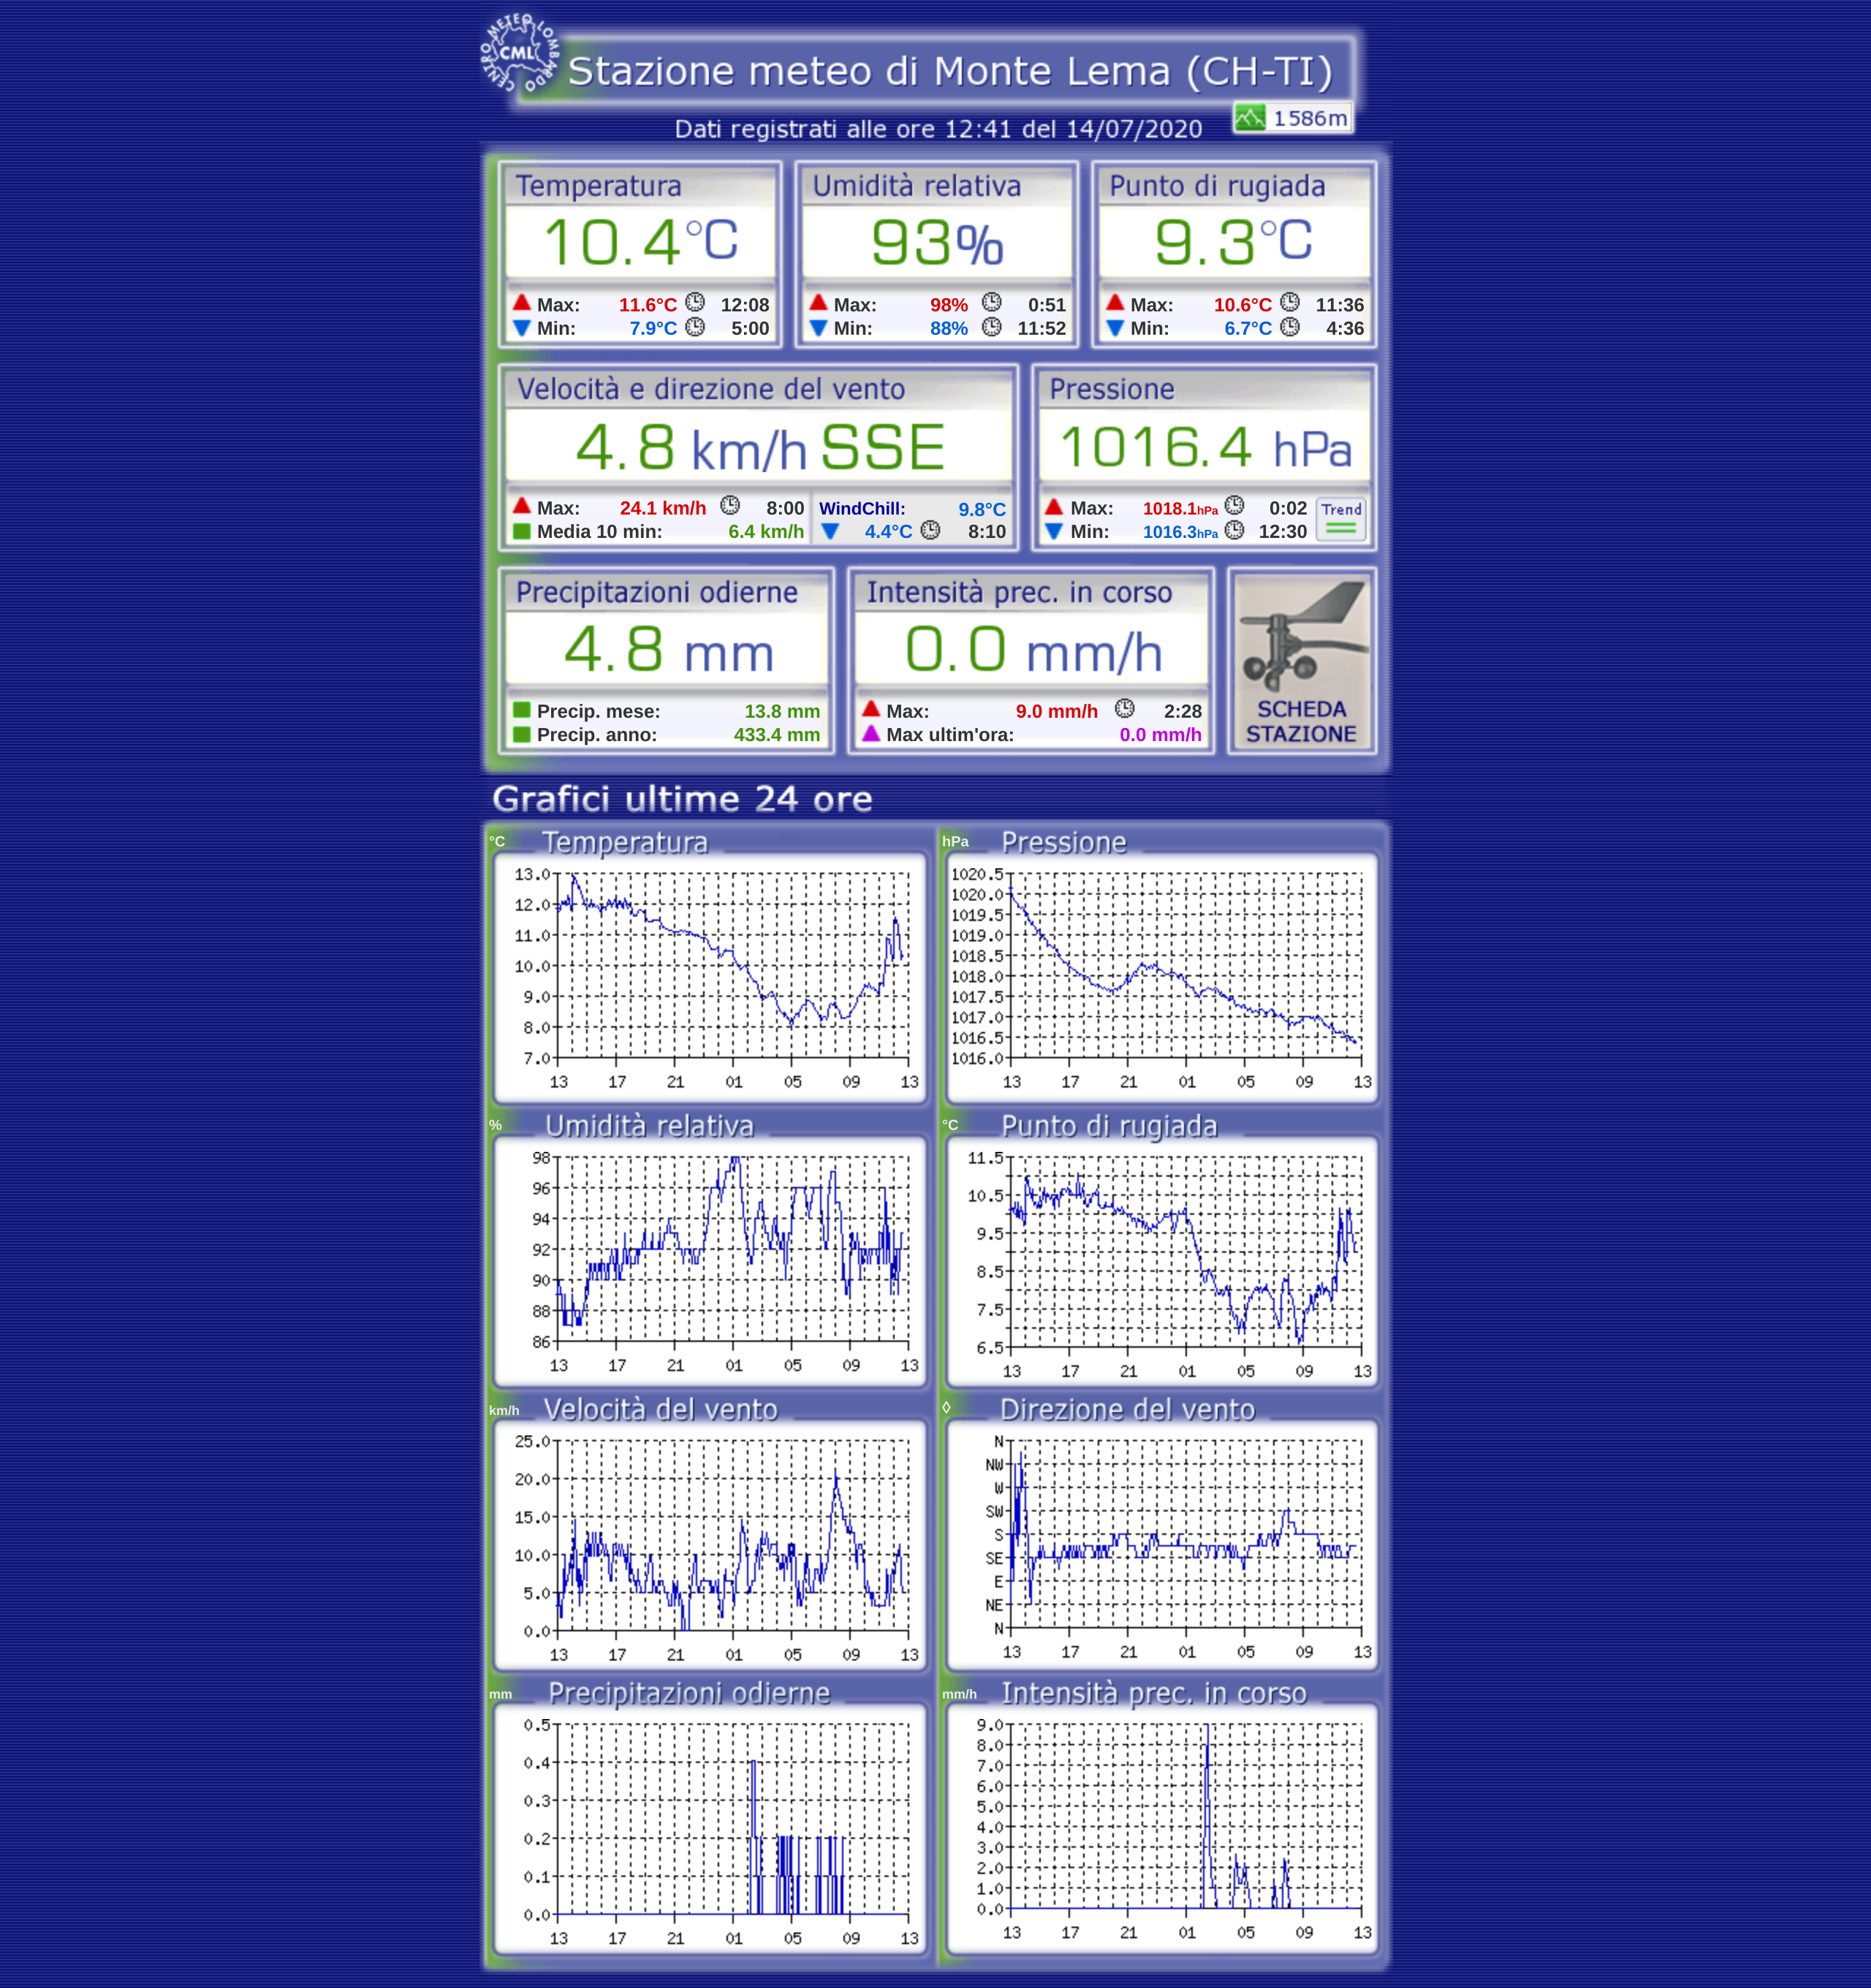 CENTRO METEO LOMBARDO
CML
Stazione meteo di Monte Lema (CH-TI)
1586m
Dati registrati alle ore 12:41 del 14/07/2020
Temperatura
10.4°C
Max: 11.6°C 12:08
Min: 7.9°C 5:00
Umidità relativa
93%
Max: 98% 0:51
Min: 88% 11:52
Punto di rugiada
9.3°C
Max: 10.6°C 11:36
Min: 6.7°C 4:36
Velocità e direzione del vento
4.8 km/h SSE
Max: 24.1 km/h 8:00
Media 10 min: 6.4 km/h
WindChill: 9.8°C
4.4°C 8:10
Pressione
1016.4 hPa
Max: 1018.1hPa 0:02
Min: 1016.3hPa 12:30
Trend
Precipitazioni odierne
4.8 mm
Precip. mese: 13.8 mm
Precip. anno: 433.4 mm
Intensità prec. in corso
0.0 mm/h
Max: 9.0 mm/h 2:28
Max ultim'ora: 0.0 mm/h
SCHEDA
STAZIONE
Grafici ultime 24 ore
°C Temperatura
13.0
12.0
11.0
10.0
9.0
8.0
7.0
13 17 21 01 05 09 13
hPa Pressione
1020.5
1020.0
1019.5
1019.0
1018.5
1018.0
1017.5
1017.0
1016.5
1016.0
13 17 21 01 05 09 13
% Umidità relativa
98
96
94
92
90
88
86
13 17 21 01 05 09 13
°C Punto di rugiada
11.5
10.5
9.5
8.5
7.5
6.5
13 17 21 01 05 09 13
km/h Velocità del vento
25.0
20.0
15.0
10.0
5.0
0.0
13 17 21 01 05 09 13
◊ Direzione del vento
N
NW
W
SW
S
SE
E
NE
N
13 17 21 01 05 09 13
mm Precipitazioni odierne
0.5
0.4
0.3
0.2
0.1
0.0
13 17 21 01 05 09 13
mm/h Intensità prec. in corso
9.0
8.0
7.0
6.0
5.0
4.0
3.0
2.0
1.0
0.0
13 17 21 01 05 09 13